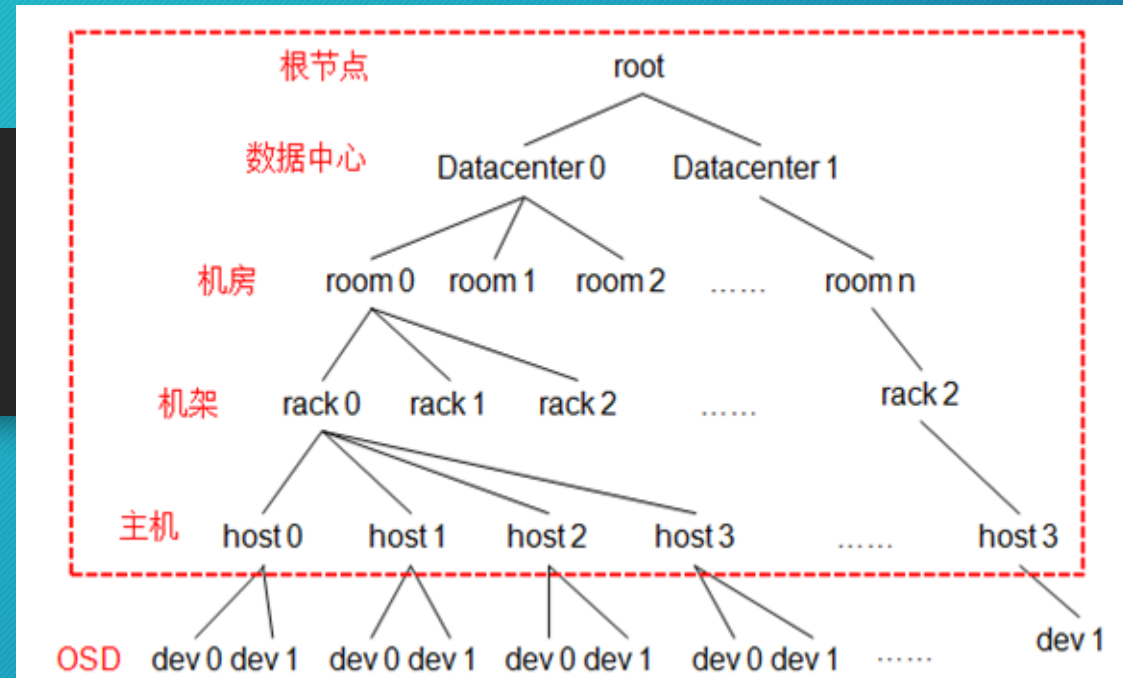 根节点 root
数据中心 Datacenter 0 Datacenter 1
机房 room 0 room 1 room 2 …… room n
机架 rack 0 rack 1 rack 2 …… rack 2
主机 host 0 host 1 host 2 host 3 …… host 3
OSD dev 0 dev 1 dev 0 dev 1 dev 0 dev 1 dev 0 dev 1 …… dev 1